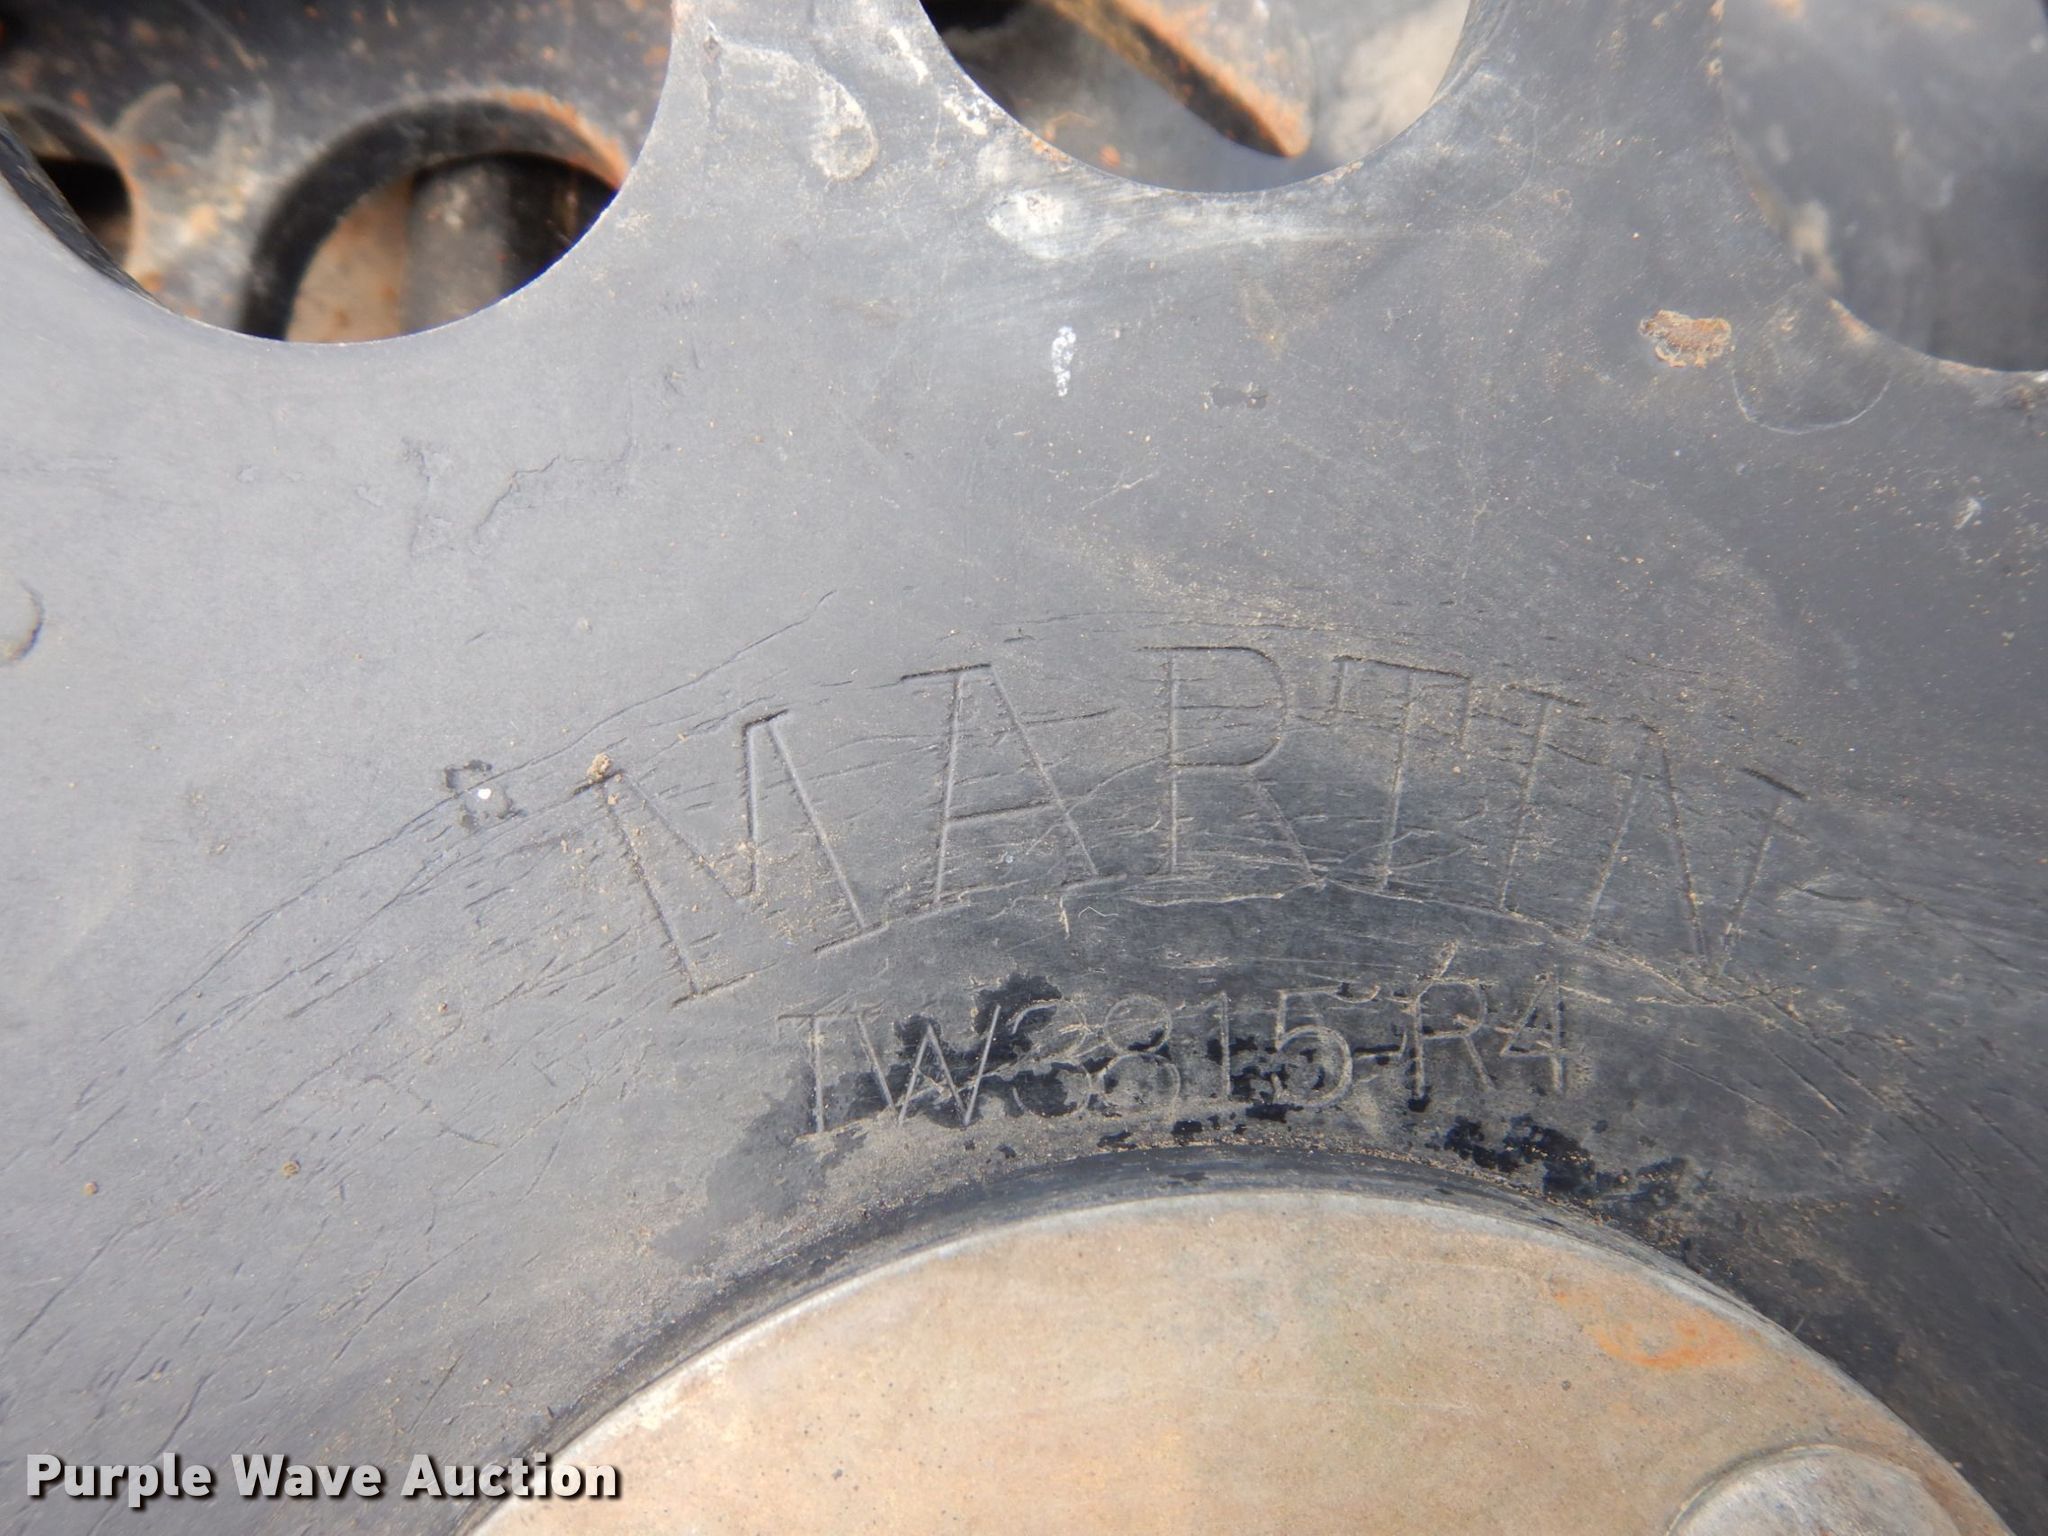 MARTIN
TW3815-R4
Purple Wave Auction